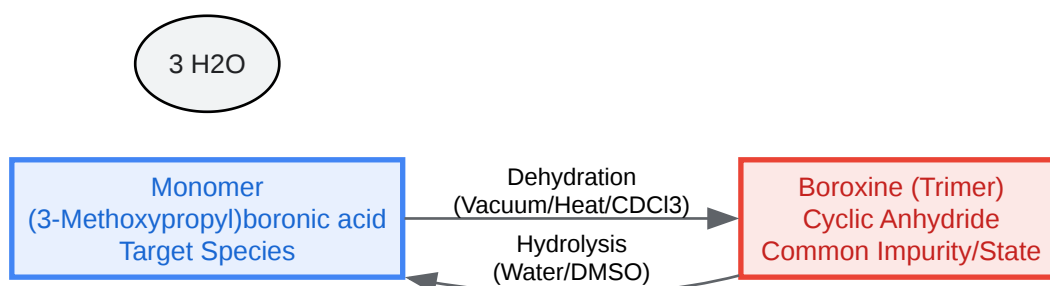 3 H2O
Monomer
(3-Methoxypropyl)boronic acid
Target Species
Dehydration
(Vacuum/Heat/CDCl3)
Hydrolysis
(Water/DMSO)
Boroxine (Trimer)
Cyclic Anhydride
Common Impurity/State